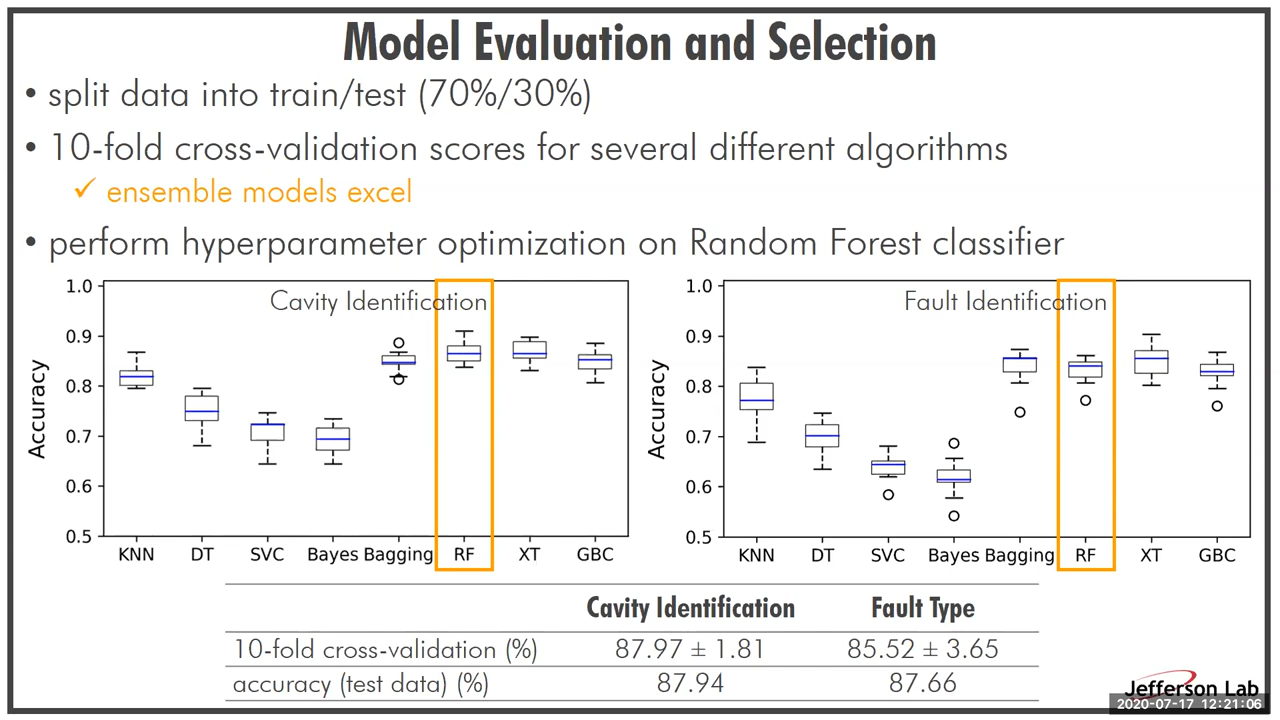 Model Evaluation and Selection
• split data into train/test (70%/30%)
• 10-fold cross-validation scores for several different algorithms
✓ ensemble models excel
• perform hyperparameter optimization on Random Forest classifier
Cavity Identification
Accuracy
1.0
0.9
0.8
0.7
0.6
0.5
KNN DT SVC Bayes Bagging RF XT GBC
Fault Identification
Accuracy
1.0
0.9
0.8
0.7
0.6
0.5
KNN DT SVC Bayes Bagging RF XT GBC
Cavity Identification Fault Type
10-fold cross-validation (%) 87.97 ± 1.81 85.52 ± 3.65
accuracy (test data) (%) 87.94 87.66
Jefferson Lab
2020-07-17 12:21:06